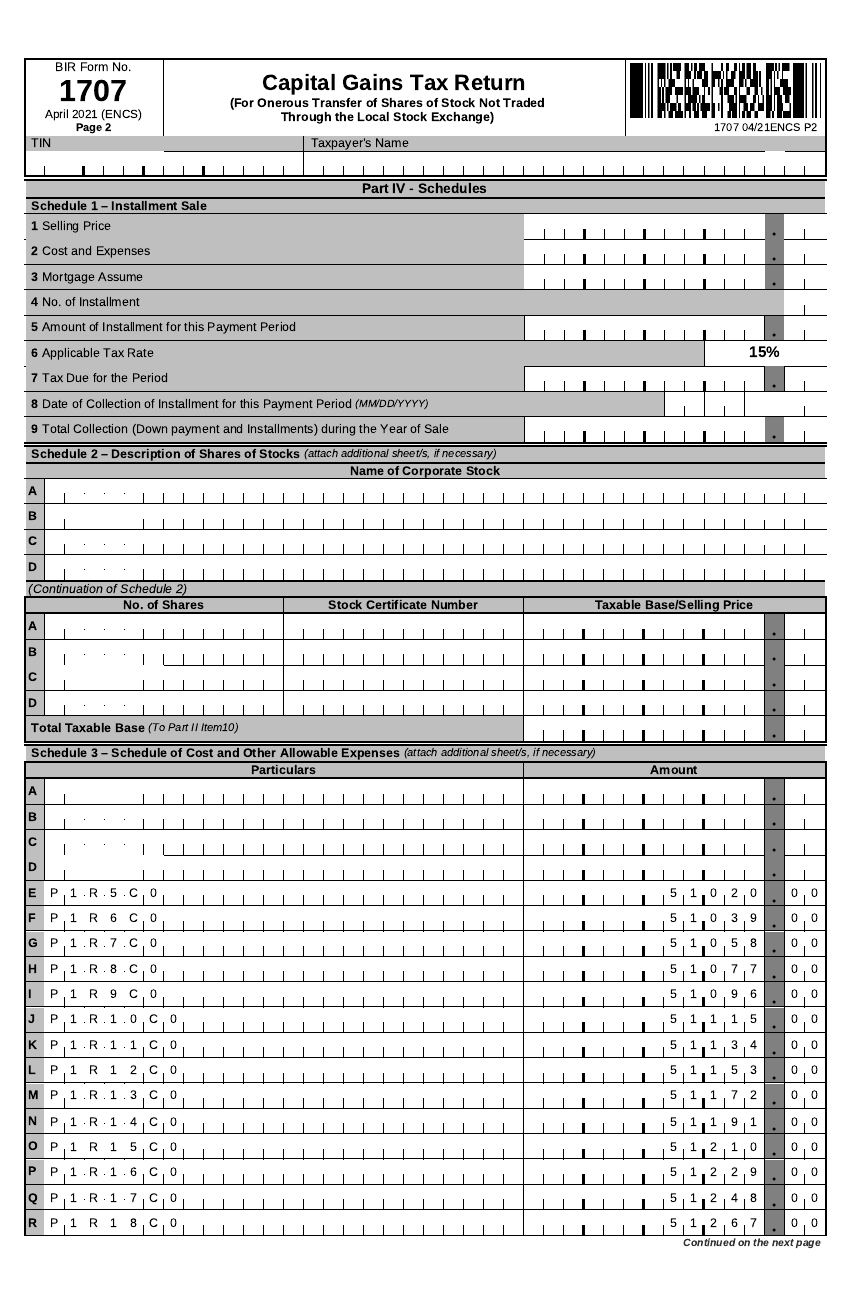 BIR Form No.
1707
April 2021 (ENCS)
Page 2
Capital Gains Tax Return
(For Onerous Transfer of Shares of Stock Not Traded
Through the Local Stock Exchange)
1707 04/21ENCS P2
TIN Taxpayer's Name
Part IV - Schedules
Schedule 1 – Installment Sale
1 Selling Price .
2 Cost and Expenses .
3 Mortgage Assume .
4 No. of Installment
5 Amount of Installment for this Payment Period .
6 Applicable Tax Rate 15%
7 Tax Due for the Period .
8 Date of Collection of Installment for this Payment Period (MM/DD/YYYY)
9 Total Collection (Down payment and Installments) during the Year of Sale .
Schedule 2 – Description of Shares of Stocks (attach additional sheet/s, if necessary)
Name of Corporate Stock
A
B
C
D
(Continuation of Schedule 2)
No. of Shares Stock Certificate Number Taxable Base/Selling Price
A .
B .
C .
D .
Total Taxable Base (To Part II Item10) .
Schedule 3 – Schedule of Cost and Other Allowable Expenses (attach additional sheet/s, if necessary)
Particulars Amount
A .
B .
C .
D .
E P1R5C0 51020.00
F P1R6C0 51039.00
G P1R7C0 51058.00
H P1R8C0 51077.00
I P1R9C0 51096.00
J P1R10C0 51115.00
K P1R11C0 51134.00
L P1R12C0 51153.00
M P1R13C0 51172.00
N P1R14C0 51191.00
O P1R15C0 51210.00
P P1R16C0 51229.00
Q P1R17C0 51248.00
R P1R18C0 51267.00
Continued on the next page